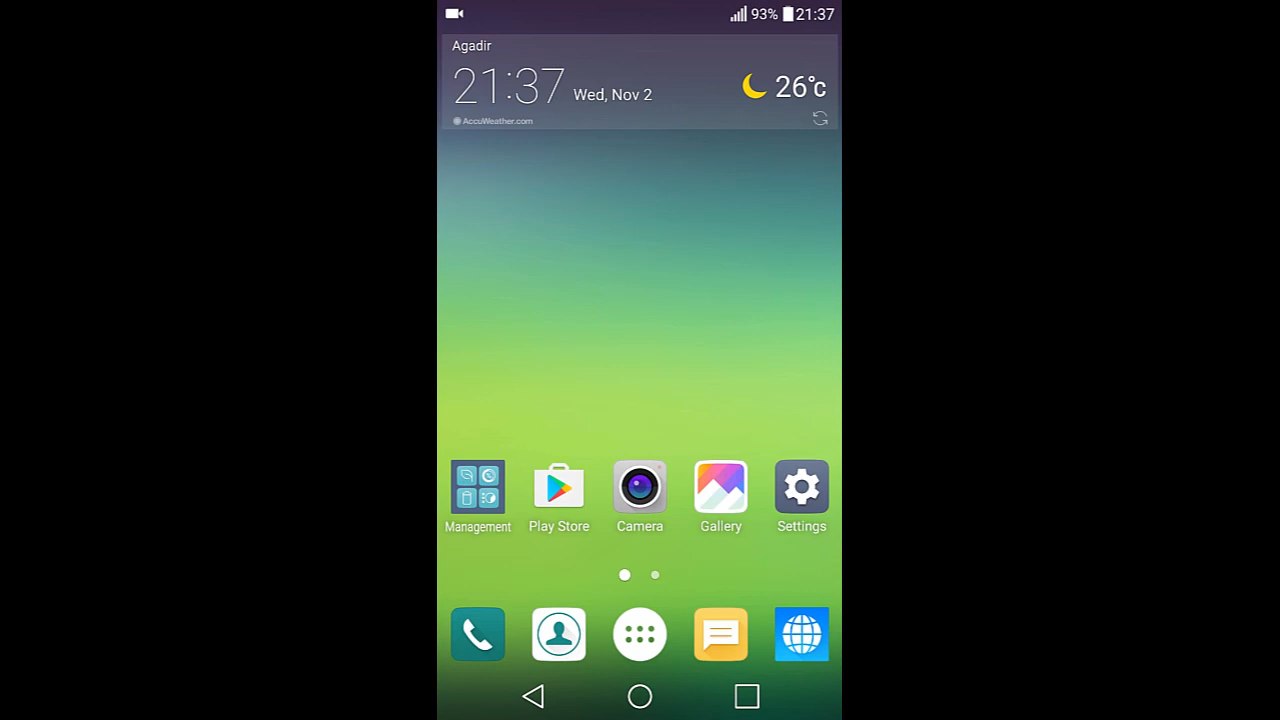 93% 21:37
Agadir
21:37 Wed, Nov 2 26°c
AccuWeather.com
Management Play Store Camera Gallery Settings